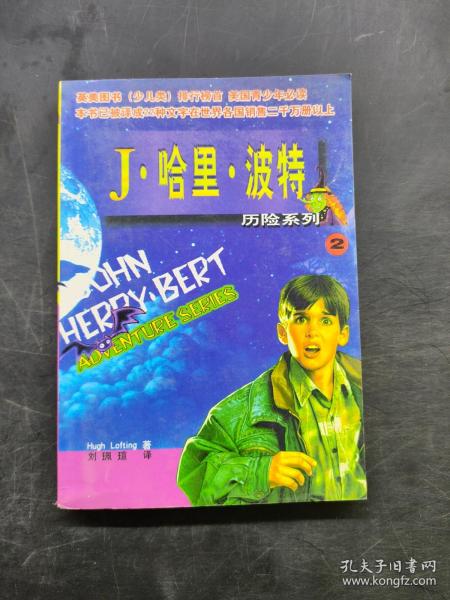 英美图书（少儿类）排行榜首 美国青少年必读
本书已被译成32种文字在世界各国销售二千万册以上
J·哈里·波特
历险系列
2
JOHN
HERRY·BERT
ADVENTURE SERIES
Hugh Lofting 著
刘珮瑄 译
孔夫子旧书网
www.kongfz.com